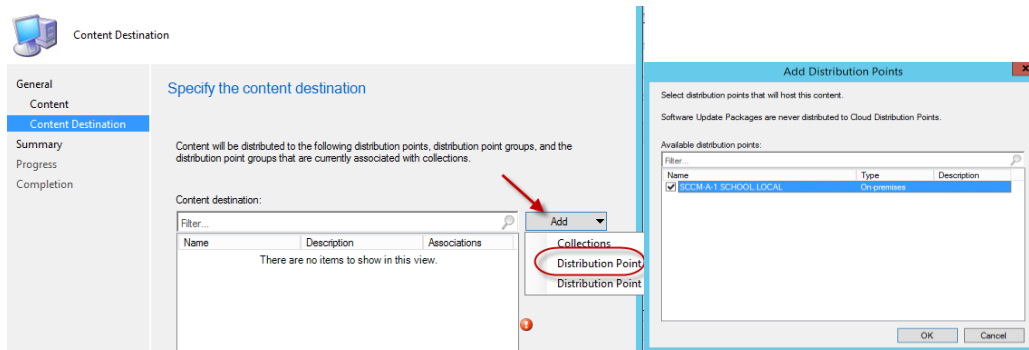 Content Destination
General
Content
Content Destination
Summary
Progress
Completion
Specify the content destination
Content will be distributed to the following distribution points, distribution point groups, and the
distribution point groups that are currently associated with collections.
Content destination:
Filter...
Add
Name Description Associations
There are no items to show in this view.
Collections
Distribution Point
Distribution Point
Add Distribution Points
x
Select distribution points that will host this content.
Software Update Packages are never distributed to Cloud Distribution Points.
Available distribution points:
Filter...
Name Type Description
SCCM-A-1.SCHOOL.LOCAL On-premises
OK Cancel